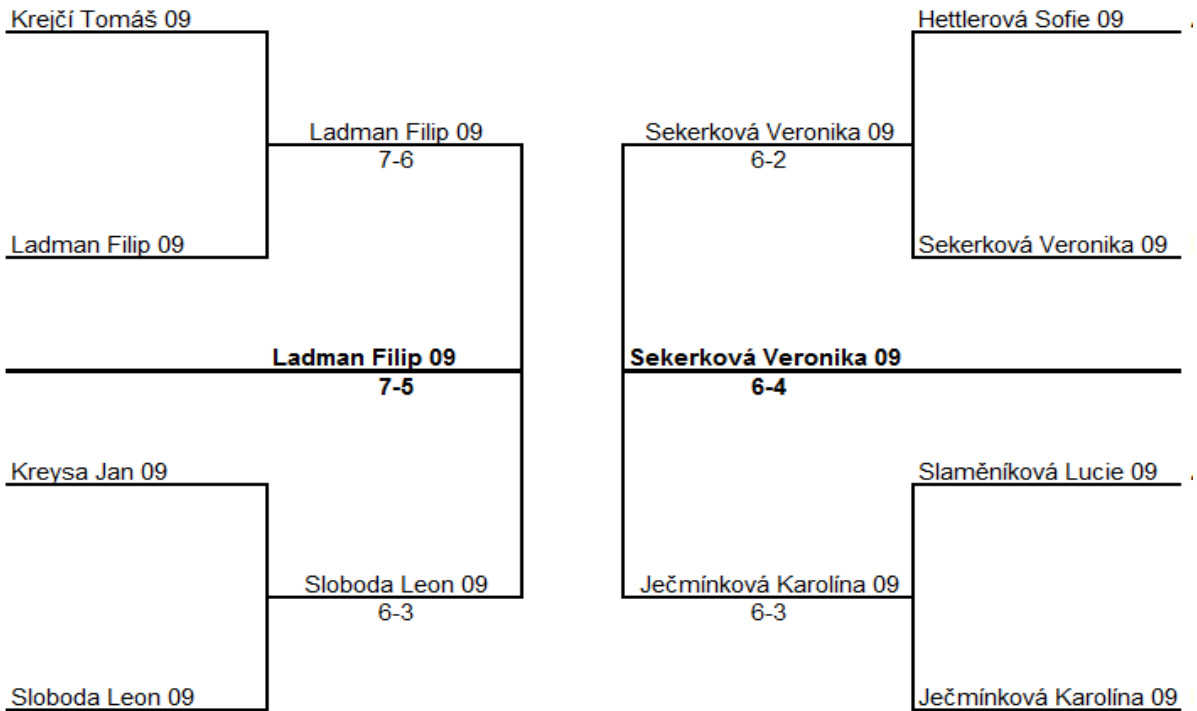 Krejčí Tomáš 09
Hettlerová Sofie 09
Ladman Filip 09
7-6
Sekerková Veronika 09
6-2
Ladman Filip 09
Sekerková Veronika 09
Ladman Filip 09
7-5
Sekerková Veronika 09
6-4
Kreysa Jan 09
Slaměníková Lucie 09
Sloboda Leon 09
6-3
Ječmínková Karolína 09
6-3
Sloboda Leon 09
Ječmínková Karolína 09